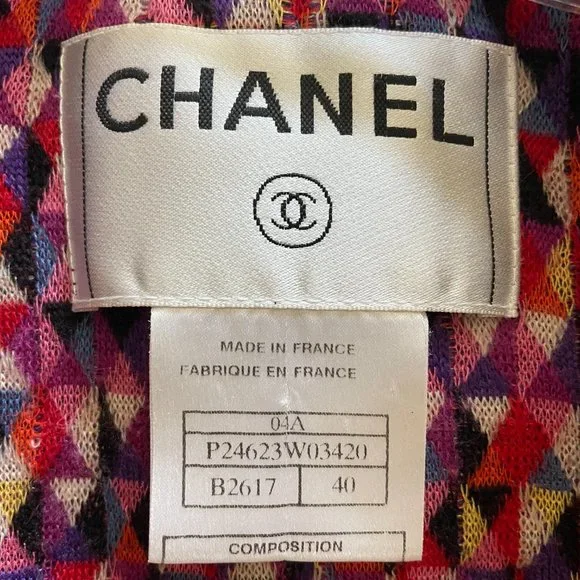 CHANEL
MADE IN FRANCE
FABRIQUE EN FRANCE
04A
P24623W03420
B2617 40
COMPOSITION